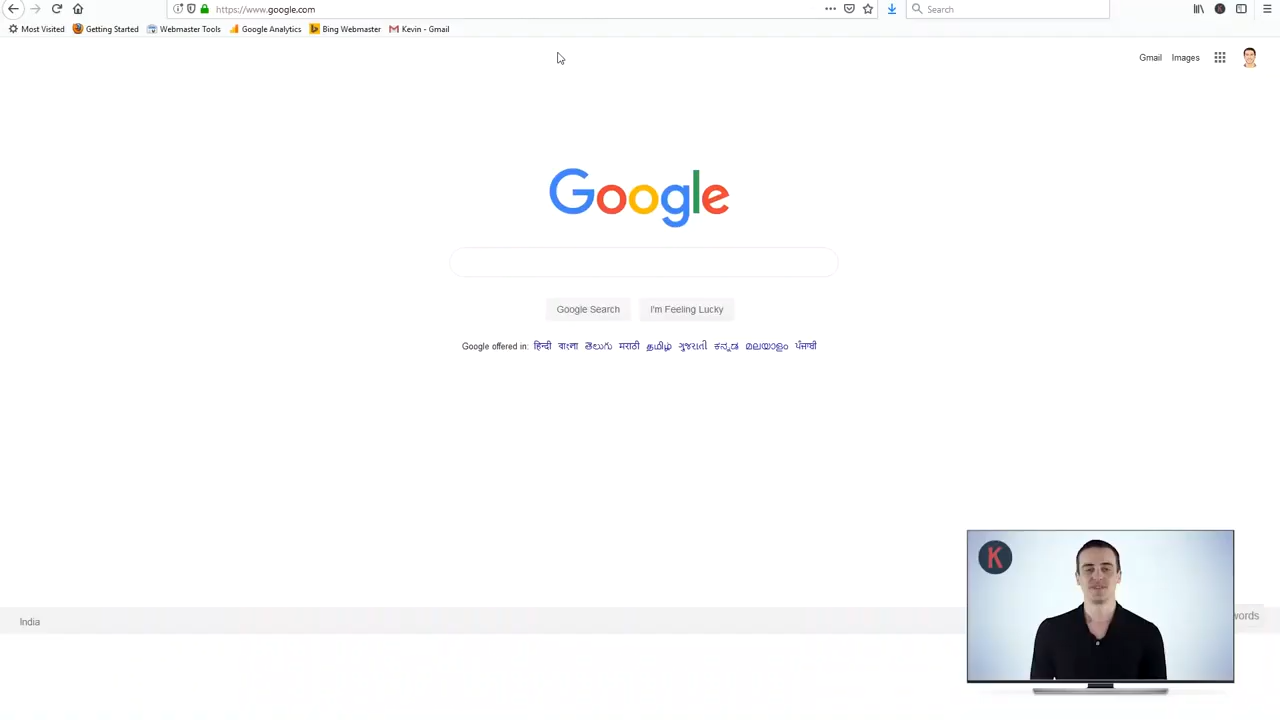 https://www.google.com
Search
Most Visited
Getting Started
Webmaster Tools
Google Analytics
Bing Webmaster
Kevin - Gmail
Gmail
Images
Google
Google Search
I'm Feeling Lucky
Google offered in: हिन्दी বাংলা తెలుగు मराठी தமிழ் ગુજરાતી ಕನ್ನಡ മലയാളം ਪੰਜਾਬੀ
K
India
words